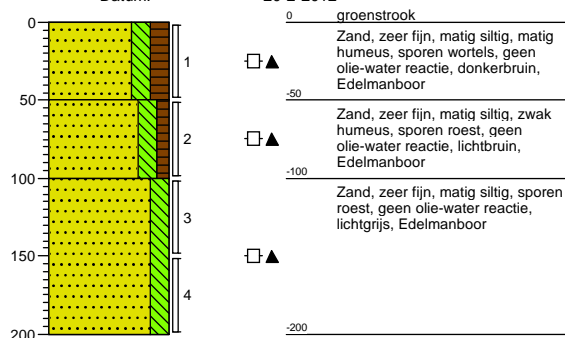 0
groenstrook
0
Zand, zeer fijn, matig siltig, matig
humeus, sporen wortels, geen
olie-water reactie, donkerbruin,
Edelmanboor
1
50
-50
Zand, zeer fijn, matig siltig, zwak
humeus, sporen roest, geen
olie-water reactie, lichtbruin,
Edelmanboor
2
100
-100
Zand, zeer fijn, matig siltig, sporen
roest, geen olie-water reactie,
lichtgrijs, Edelmanboor
3
150
4
200
-200